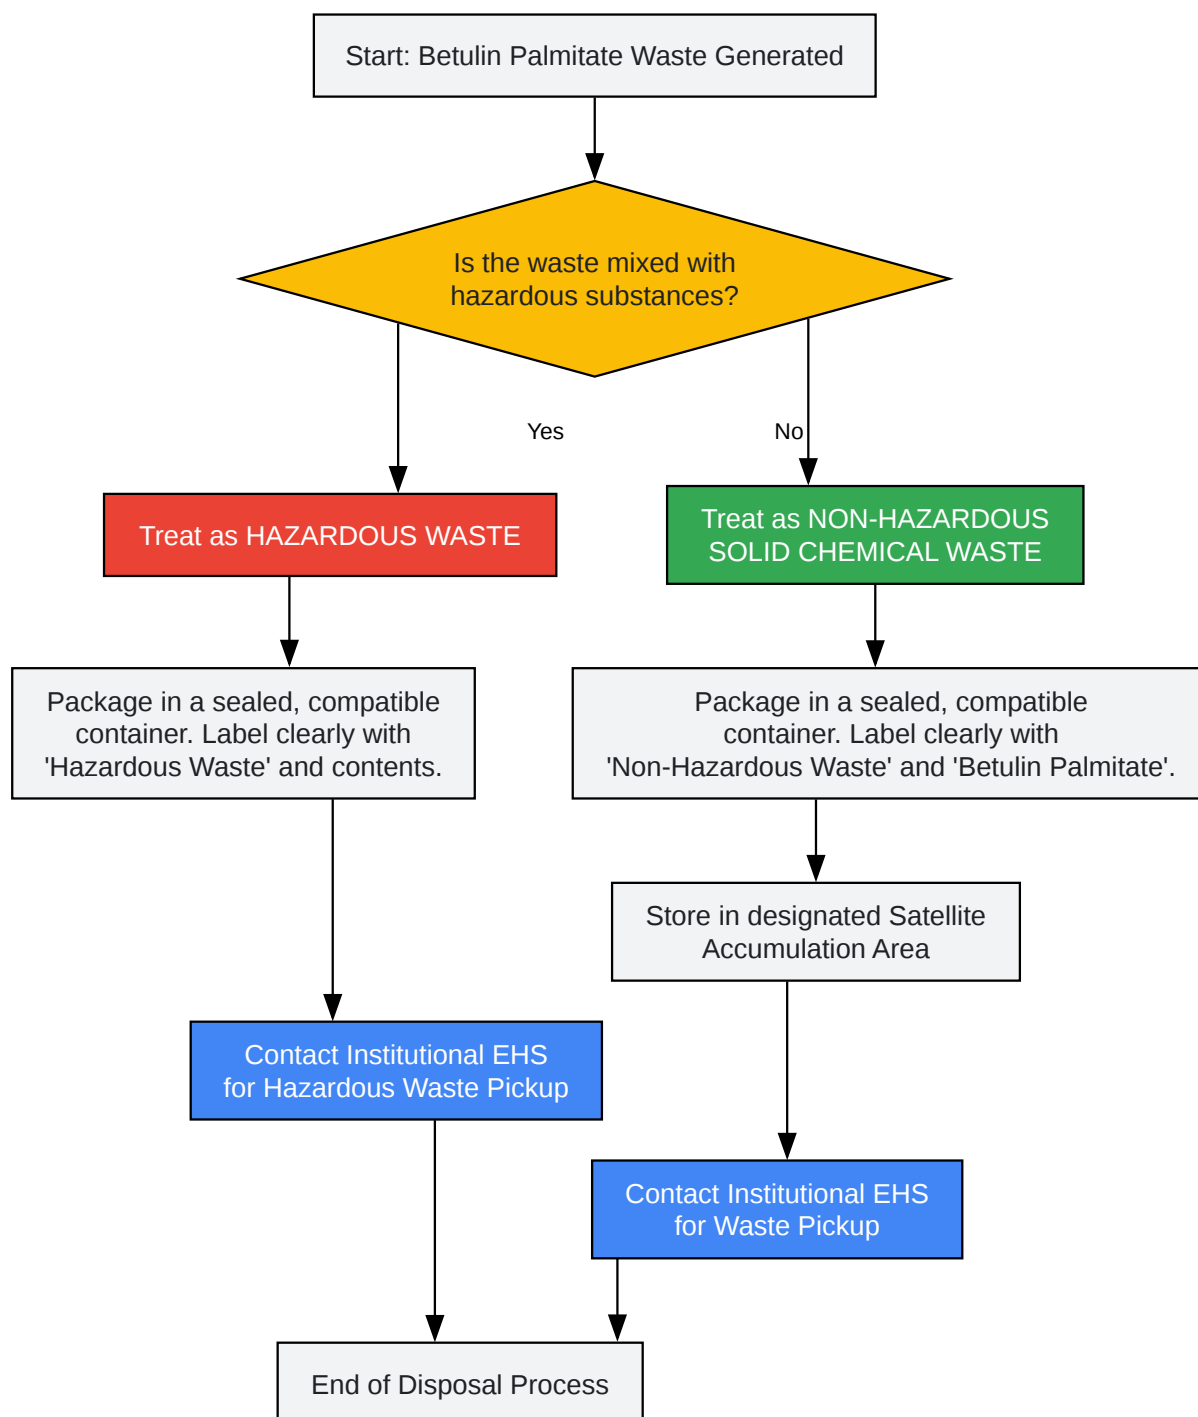 Start: Betulin Palmitate Waste Generated
Is the waste mixed with
hazardous substances?
Yes
No
Treat as HAZARDOUS WASTE
Treat as NON-HAZARDOUS
SOLID CHEMICAL WASTE
Package in a sealed, compatible
container. Label clearly with
'Hazardous Waste' and contents.
Package in a sealed, compatible
container. Label clearly with
'Non-Hazardous Waste' and 'Betulin Palmitate'.
Store in designated Satellite
Accumulation Area
Contact Institutional EHS
for Hazardous Waste Pickup
Contact Institutional EHS
for Waste Pickup
End of Disposal Process